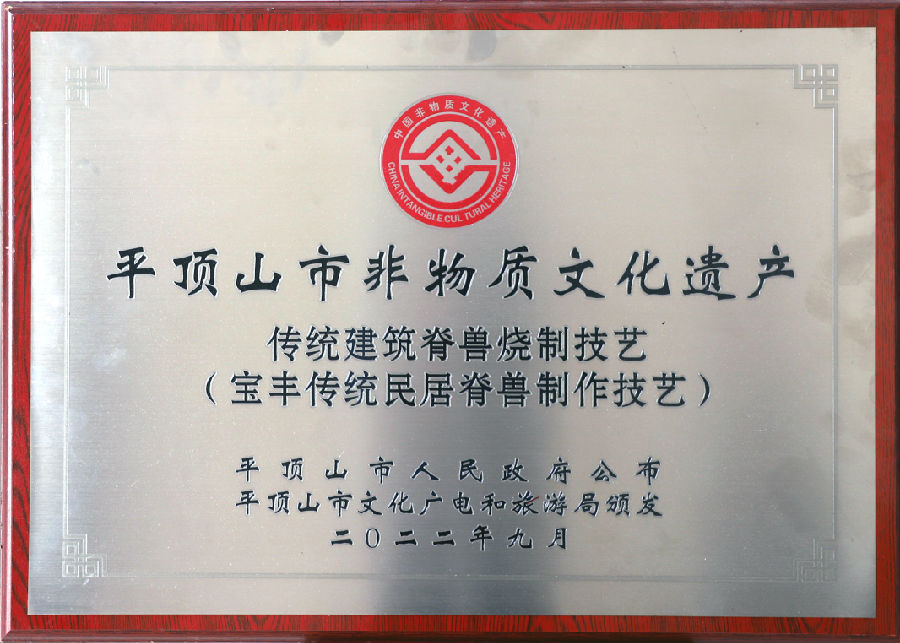 中国非物质文化遗产
CHINA INTANGIBLE CULTURAL HERITAGE
平顶山市非物质文化遗产
传统建筑脊兽烧制技艺
（宝丰传统民居脊兽制作技艺）
平顶山市人民政府公布
平顶山市文化广电和旅游局颁发
二〇二二年九月